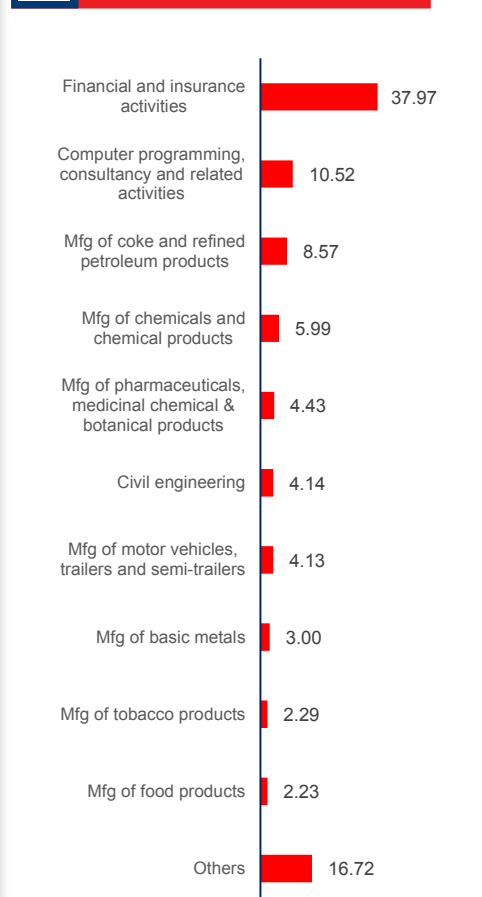 Financial and insurance
activities
37.97
Computer programming,
consultancy and related
activities
10.52
Mfg of coke and refined
petroleum products
8.57
Mfg of chemicals and
chemical products
5.99
Mfg of pharmaceuticals,
medicinal chemical &
botanical products
4.43
Civil engineering
4.14
Mfg of motor vehicles,
trailers and semi-trailers
4.13
Mfg of basic metals
3.00
Mfg of tobacco products
2.29
Mfg of food products
2.23
Others
16.72